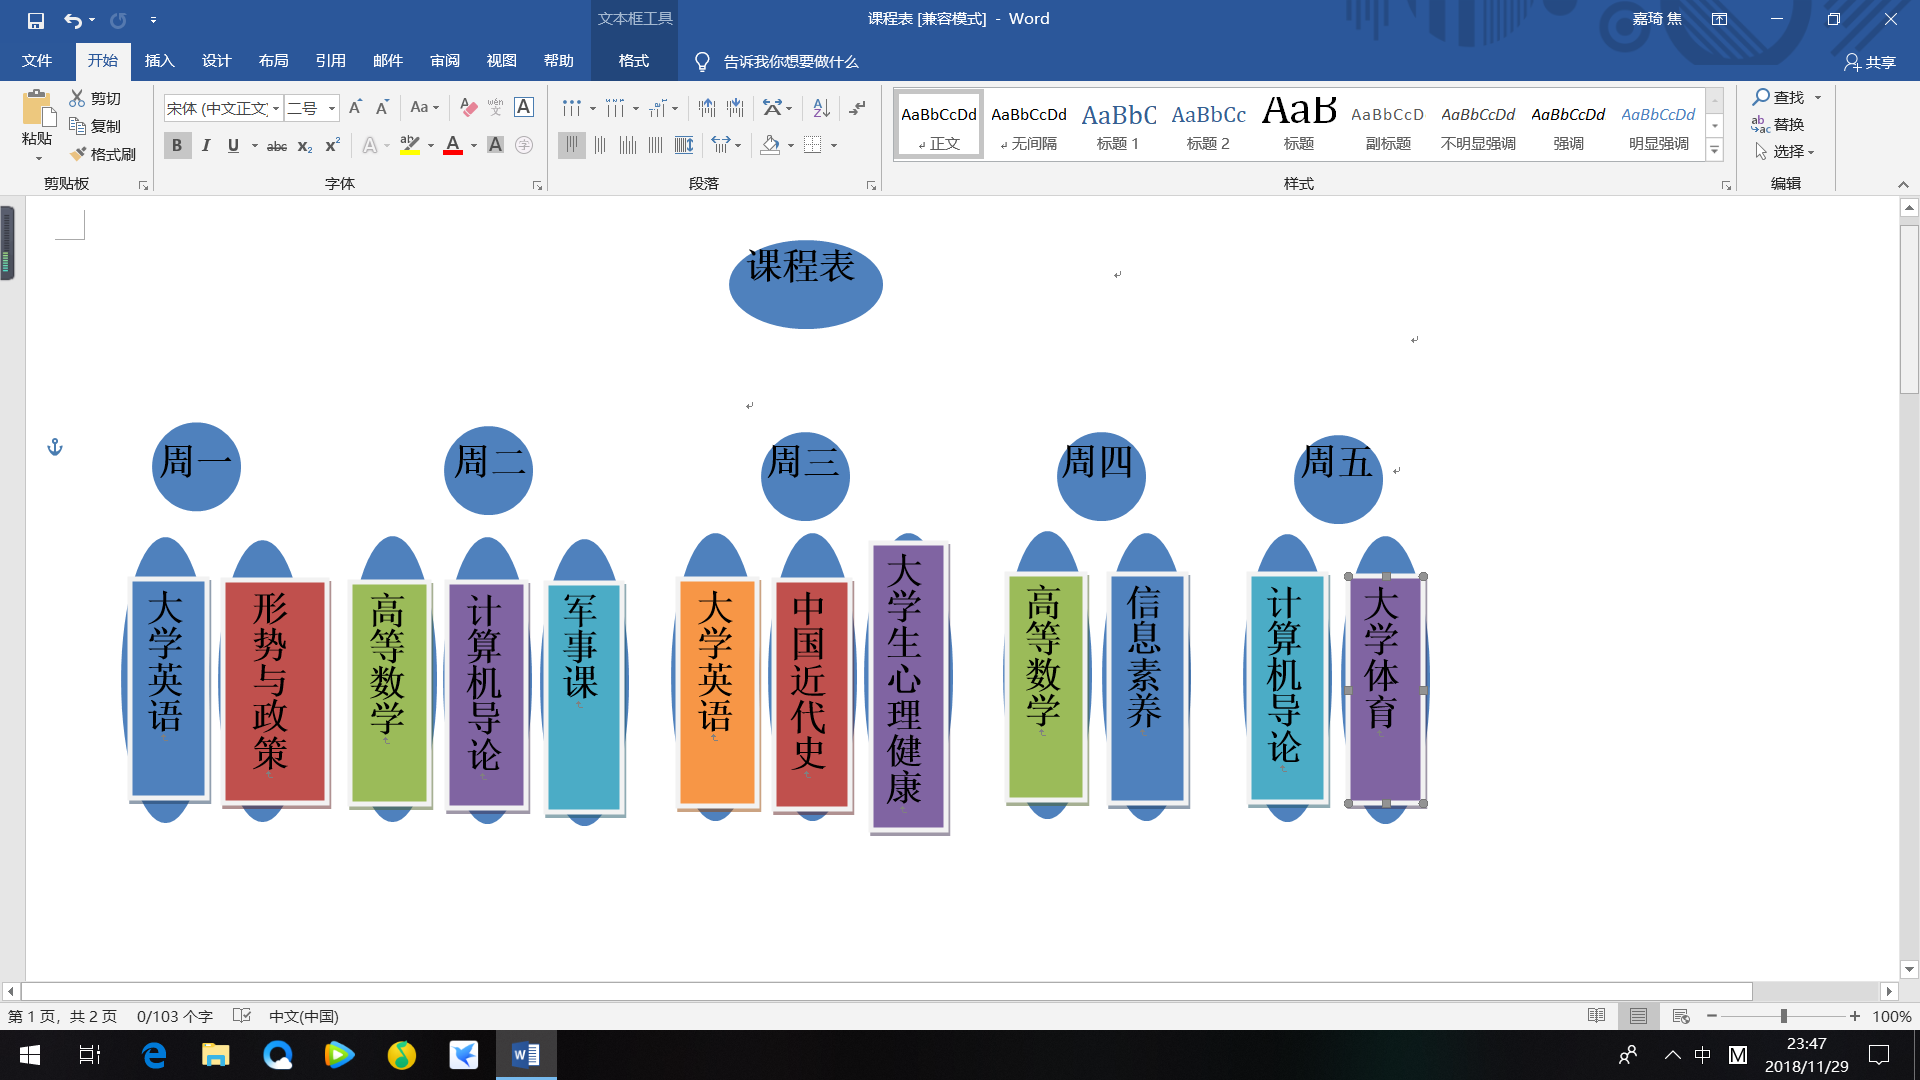 文本框工具
课程表 [兼容模式] - Word
嘉琦 焦
文件
开始
插入
设计
布局
引用
邮件
审阅
视图
帮助
格式
告诉我你想要做什么
共享
粘贴
剪切
复制
格式刷
剪贴板
宋体 (中文正文)
二号
字体
段落
AaBbCcDd
正文
AaBbCcDd
无间隔
AaBbC
标题 1
AaBbCc
标题 2
AaB
标题
AaBbCcD
副标题
AaBbCcDd
不明显强调
AaBbCcDd
强调
AaBbCcDd
明显强调
样式
查找
替换
选择
编辑
课程表
周一
周二
周三
周四
周五
大学英语
形势与政策
高等数学
计算机导论
军事课
大学英语
中国近代史
大学生心理健康
高等数学
信息素养
计算机导论
大学体育
第 1 页，共 2 页
0/103 个字
中文(中国)
100%
中
M
23:47
2018/11/29